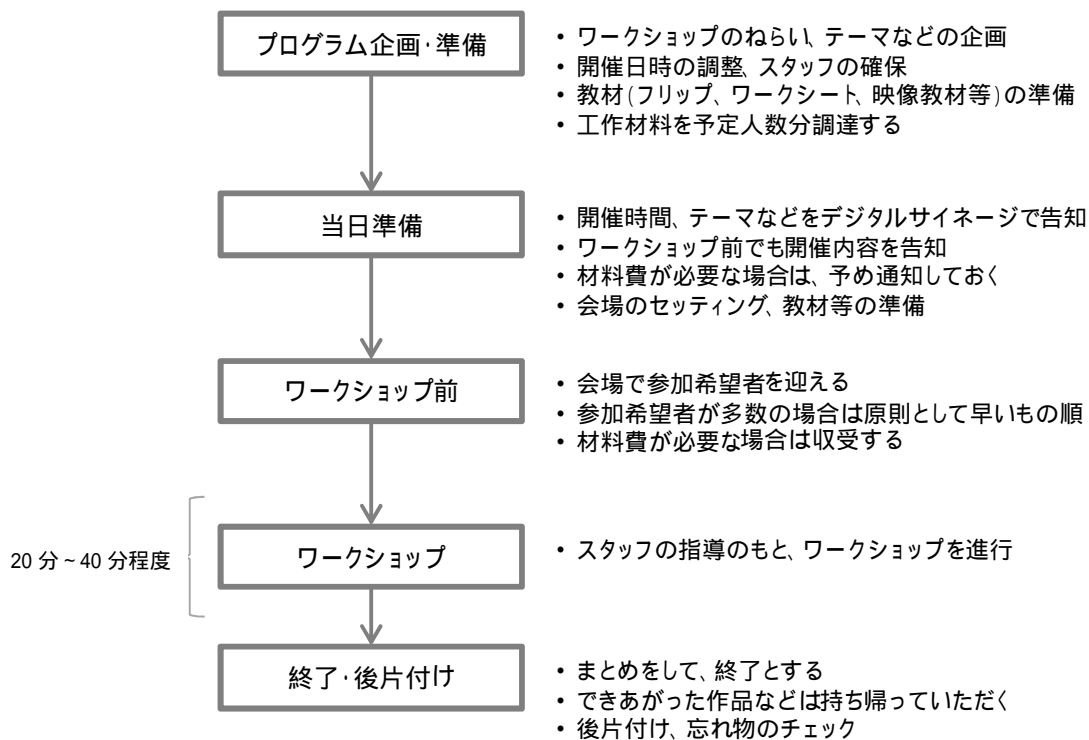 プログラム企画・準備
・ワークショップのねらい、テーマなどの企画
・開催日時の調整、スタッフの確保
・教材(フリップ、ワークシート、映像教材等)の準備
・工作材料を予定人数分調達する
当日準備
・開催時間、テーマなどをデジタルサイネージで告知
・ワークショップ前でも開催内容を告知
・材料費が必要な場合は、予め通知しておく
・会場のセッティング、教材等の準備
ワークショップ前
・会場で参加希望者を迎える
・参加希望者が多数の場合は原則として早いもの順
・材料費が必要な場合は収受する
20分~40分程度
ワークショップ
・スタッフの指導のもと、ワークショップを進行
終了・後片付け
・まとめをして、終了とする
・できあがった作品などは持ち帰っていただく
・後片付け、忘れ物のチェック